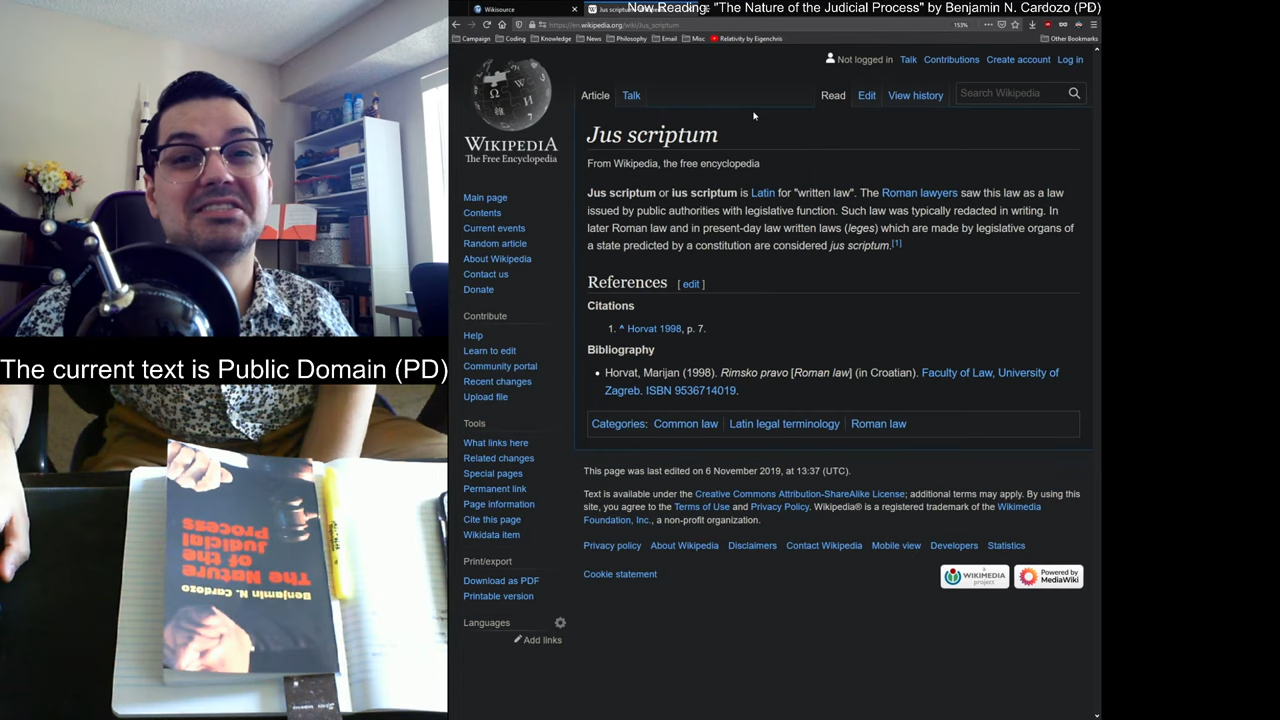 Now Reading: "The Nature of the Judicial Process" by Benjamin N. Cardozo (PD)
Wikisource
https://en.wikipedia.org/wiki/Jus_scriptum
153%
Campaign Coding Knowledge News Philosophy Email Misc Relativity by Eigenchris Other Bookmarks
Not logged in Talk Contributions Create account Log in
Article Talk Read Edit View history Search Wikipedia
WIKIPEDIA
The Free Encyclopedia
Main page
Contents
Current events
Random article
About Wikipedia
Contact us
Donate
Contribute
Help
Learn to edit
Community portal
Recent changes
Upload file
Tools
What links here
Related changes
Special pages
Permanent link
Page information
Cite this page
Wikidata item
Print/export
Download as PDF
Printable version
Languages
Add links
Jus scriptum
From Wikipedia, the free encyclopedia
Jus scriptum or ius scriptum is Latin for "written law". The Roman lawyers saw this law as a law
issued by public authorities with legislative function. Such law was typically redacted in writing. In
later Roman law and in present-day law written laws (leges) which are made by legislative organs of
a state predicted by a constitution are considered jus scriptum.[1]
References [ edit ]
Citations
1. ^ Horvat 1998, p. 7.
Bibliography
• Horvat, Marijan (1998). Rimsko pravo [Roman law] (in Croatian). Faculty of Law, University of
Zagreb. ISBN 9536714019.
Categories: Common law | Latin legal terminology | Roman law
This page was last edited on 6 November 2019, at 13:37 (UTC).
Text is available under the Creative Commons Attribution-ShareAlike License; additional terms may apply. By using this
site, you agree to the Terms of Use and Privacy Policy. Wikipedia® is a registered trademark of the Wikimedia
Foundation, Inc., a non-profit organization.
Privacy policy About Wikipedia Disclaimers Contact Wikipedia Mobile view Developers Statistics
Cookie statement
WIKIMEDIA
project
Powered by
MediaWiki
The current text is Public Domain (PD)
Benjamin N. Cardozo
The Nature
of the
Judicial
Process